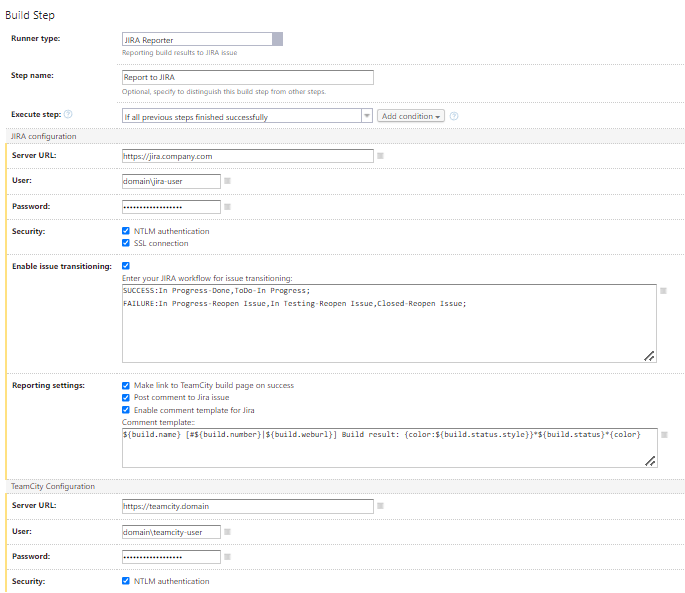 Build Step
Runner type:
JIRA Reporter
Reporting build results to JIRA issue
Step name:
Report to JIRA
Optional, specify to distinguish this build step from other steps.
Execute step: ?
If all previous steps finished successfully
Add condition ?
JIRA configuration
Server URL:
https://jira.company.com
User:
domain\jira-user
Password:
••••••••••••••••••
Security:
NTLM authentication
SSL connection
Enable issue transitioning:
Enter your JIRA workflow for issue transitioning:
SUCCESS:In Progress-Done,ToDo-In Progress;
FAILURE:In Progress-Reopen Issue,In Testing-Reopen Issue,Closed-Reopen Issue;
Reporting settings:
Make link to TeamCity build page on success
Post comment to Jira issue
Enable comment template for Jira
Comment template::
${build.name} [#${build.number}|${build.weburl}] Build result: {color:${build.status.style}}*${build.status}*{color}
TeamCity Configuration
Server URL:
https://teamcity.domain
User:
domain\teamcity-user
Password:
••••••••••••••••••
Security:
NTLM authentication